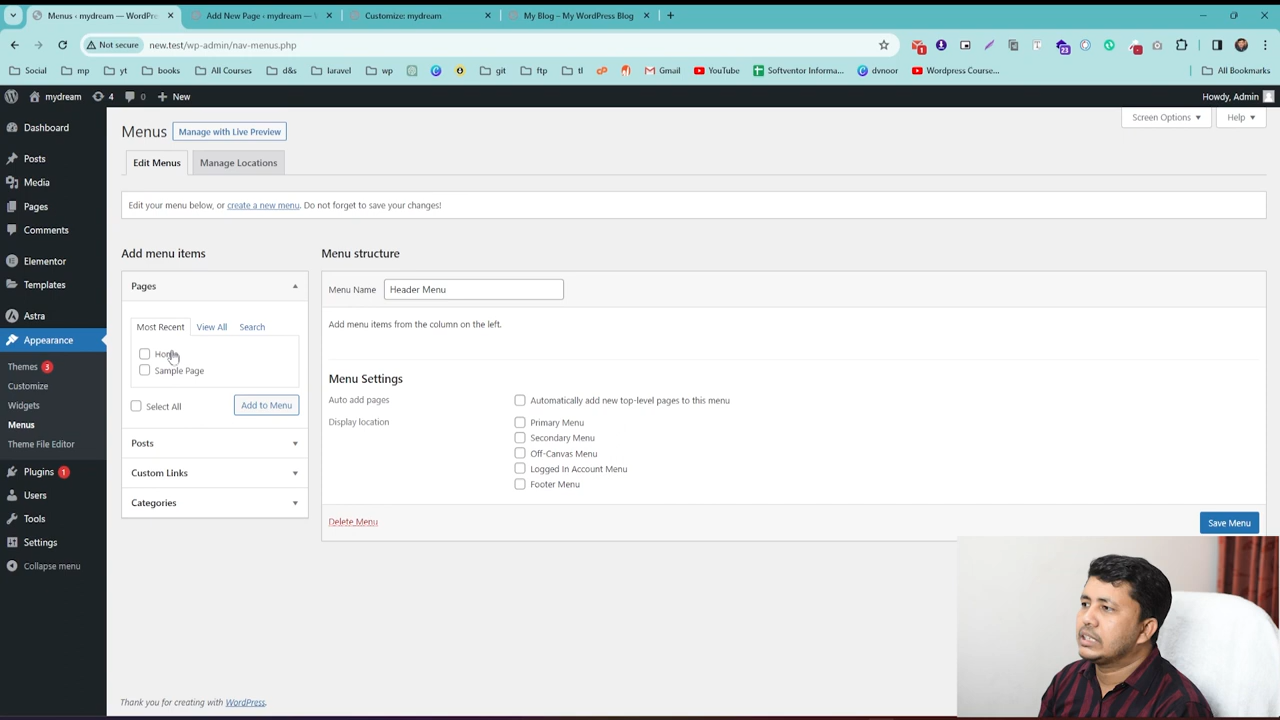 Menus ‹ mydream — WordPre
Add New Page ‹ mydream — 
Customize: mydream
My Blog – My WordPress Blog
Not secure
new.test/wp-admin/nav-menus.php
1
23
Social
mp
yt
books
All Courses
d&s
laravel
wp
git
ftp
tl
Gmail
YouTube
Softventor Informa...
dvnoor
Wordpress Course...
All Bookmarks
mydream
4
0
New
Howdy, Admin
Dashboard
Posts
Media
Pages
Comments
Elementor
Templates
Astra
Appearance
Themes 3
Customize
Widgets
Menus
Theme File Editor
Plugins 1
Users
Tools
Settings
Collapse menu
Screen Options
Help
Menus
Manage with Live Preview
Edit Menus
Manage Locations
Edit your menu below, or create a new menu. Do not forget to save your changes!
Add menu items
Pages
Most Recent
View All
Search
Home
Sample Page
Select All
Add to Menu
Posts
Custom Links
Categories
Menu structure
Menu Name
Header Menu
Add menu items from the column on the left.
Menu Settings
Auto add pages
Automatically add new top-level pages to this menu
Display location
Primary Menu
Secondary Menu
Off-Canvas Menu
Logged In Account Menu
Footer Menu
Delete Menu
Save Menu
Thank you for creating with WordPress.